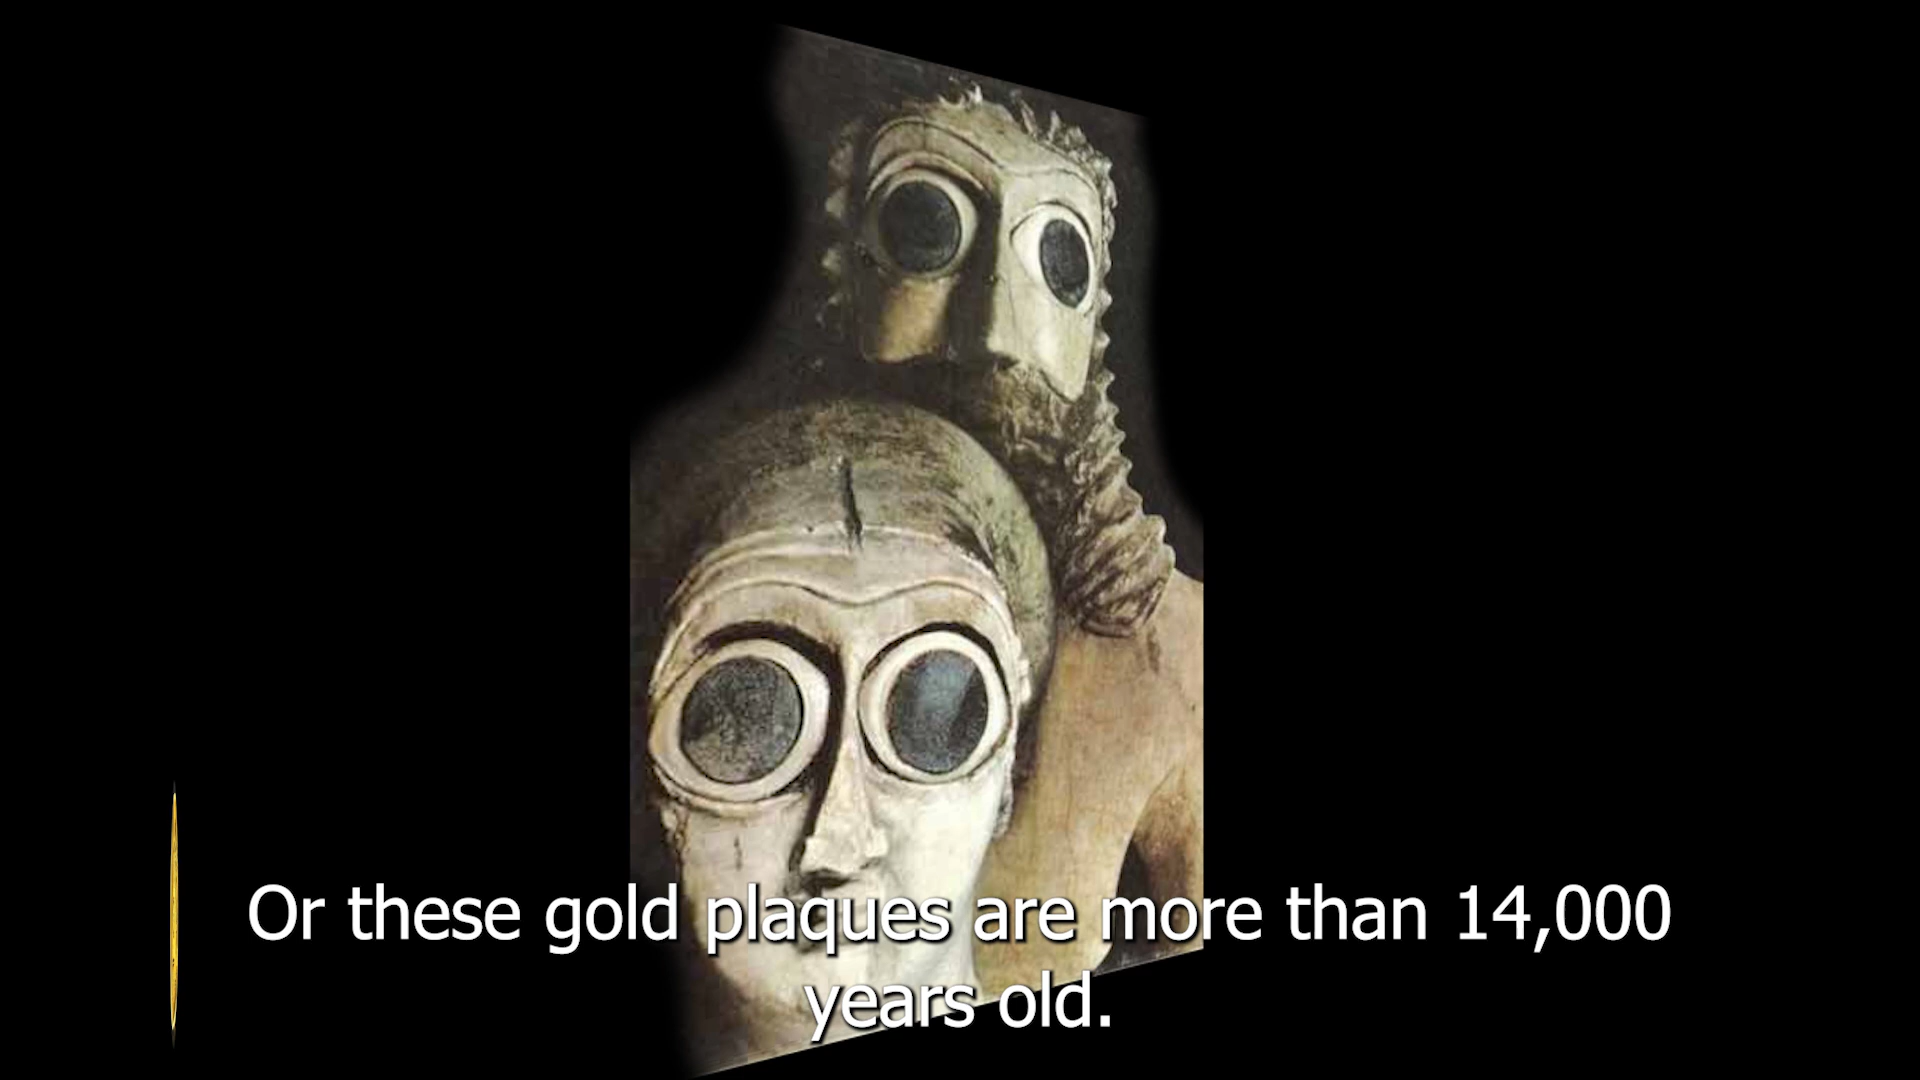 Or these gold plaques are more than 14,000
years old.